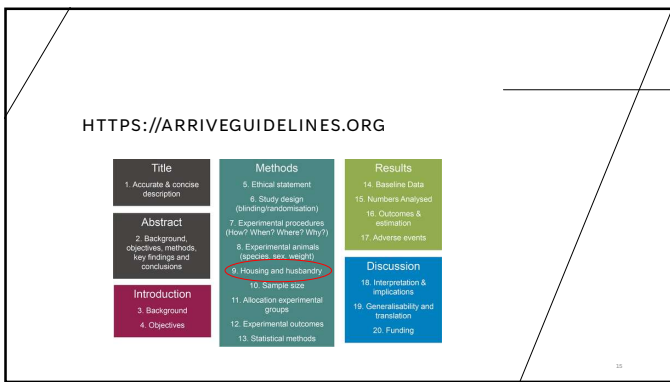 HTTPS://ARRIVEGUIDELINES.ORG
Title
1. Accurate & concise
description
Abstract
2. Background,
objectives, methods,
key findings and
conclusions
Introduction
3. Background
4. Objectives
Methods
5. Ethical statement
6. Study design
(blinding/randomisation)
7. Experimental procedures
(How? When? Where? Why?)
8. Experimental animals
(species, sex, weight)
9. Housing and husbandry
10. Sample size
11. Allocation experimental
groups
12. Experimental outcomes
13. Statistical methods
Results
14. Baseline Data
15. Numbers Analysed
16. Outcomes &
estimation
17. Adverse events
Discussion
18. Interpretation &
implications
19. Generalisability and
translation
20. Funding